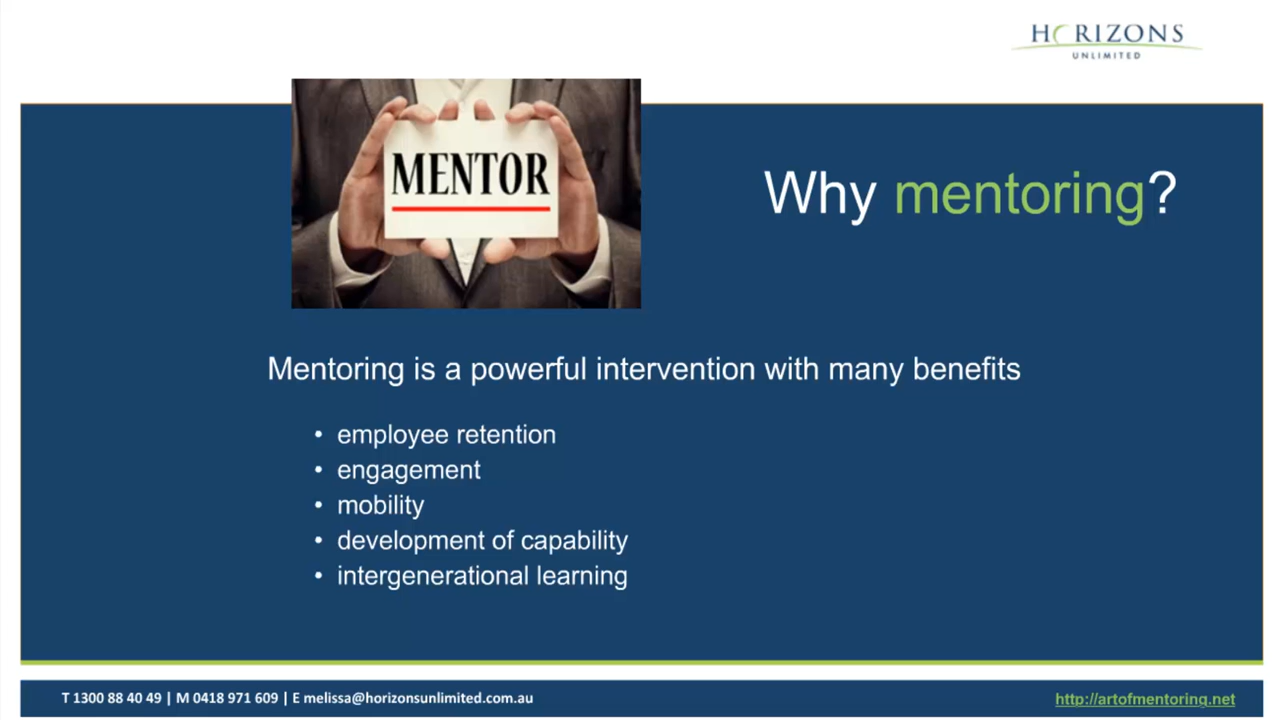 HORIZONS
UNLIMITED
MENTOR
Why mentoring?
Mentoring is a powerful intervention with many benefits
• employee retention
• engagement
• mobility
• development of capability
• intergenerational learning
T 1300 88 40 49 | M 0418 971 609 | E melissa@horizonsunlimited.com.au
http://artofmentoring.net